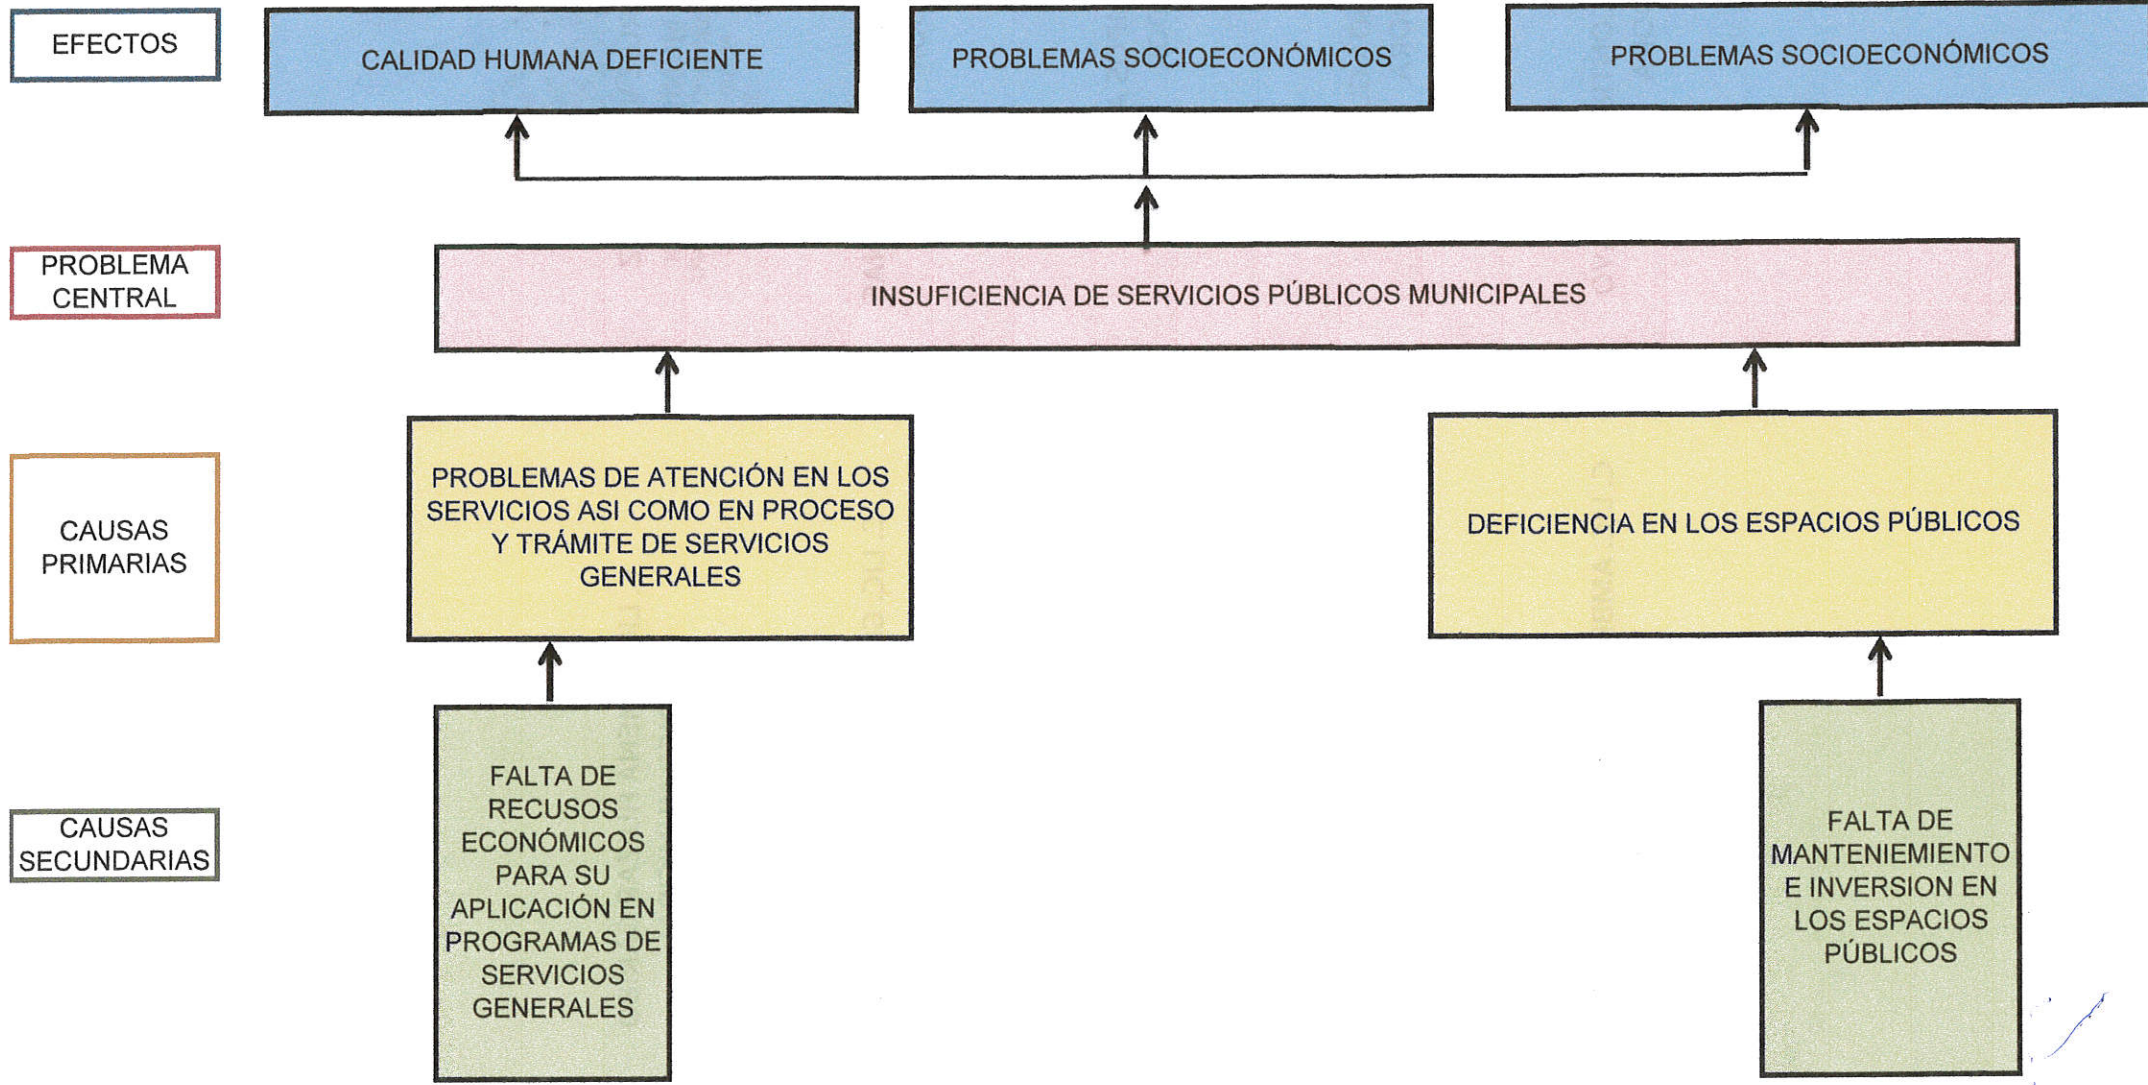 EFECTOS
CALIDAD HUMANA DEFICIENTE
PROBLEMAS SOCIOECONÓMICOS
PROBLEMAS SOCIOECONÓMICOS
PROBLEMA
CENTRAL
INSUFICIENCIA DE SERVICIOS PÚBLICOS MUNICIPALES
CAUSAS
PRIMARIAS
PROBLEMAS DE ATENCIÓN EN LOS
SERVICIOS ASI COMO EN PROCESO
Y TRÁMITE DE SERVICIOS
GENERALES
DEFICIENCIA EN LOS ESPACIOS PÚBLICOS
CAUSAS
SECUNDARIAS
FALTA DE
RECUSOS
ECONÓMICOS
PARA SU
APLICACIÓN EN
PROGRAMAS DE
SERVICIOS
GENERALES
FALTA DE
MANTENIEMIENTO
E INVERSION EN
LOS ESPACIOS
PÚBLICOS